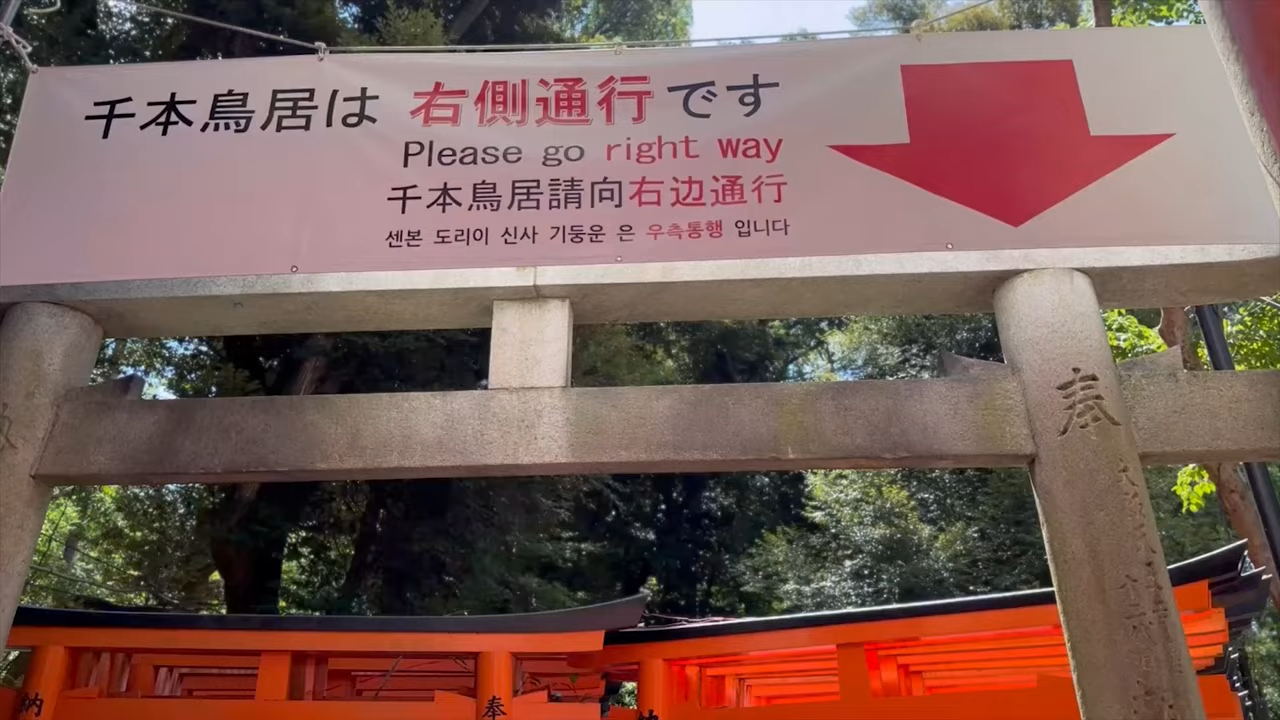 千本鳥居は 右側通行です
Please go right way
千本鳥居請向右边通行
센본 도리이 신사 기둥운 은 우측통행 입니다
奉
納
奉